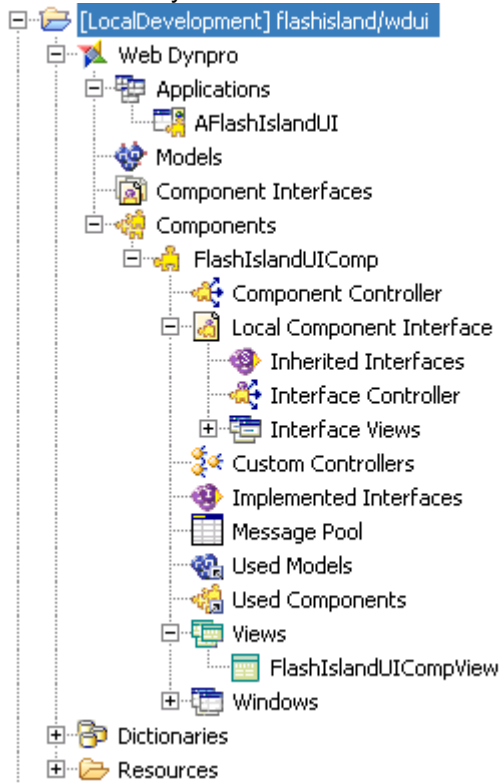 [LocalDevelopment] flashisland/wdui
Web Dynpro
Applications
AFlashIslandUI
Models
Component Interfaces
Components
FlashIslandUIComp
Component Controller
Local Component Interface
Inherited Interfaces
Interface Controller
Interface Views
Custom Controllers
Implemented Interfaces
Message Pool
Used Models
Used Components
Views
FlashIslandUICompView
Windows
Dictionaries
Resources